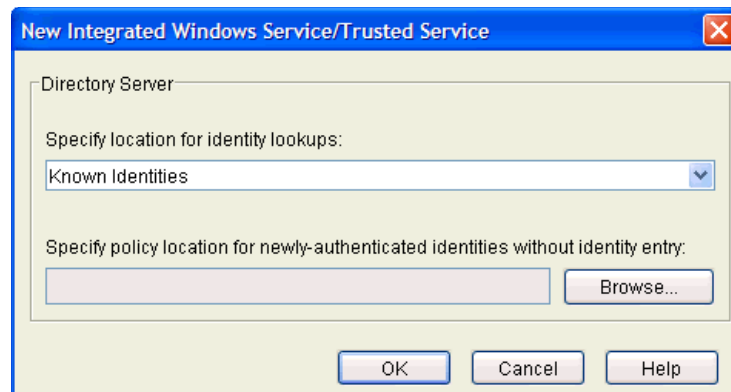 New Integrated Windows Service/Trusted Service
Directory Server
Specify location for identity lookups:
Known Identities
Specify policy location for newly-authenticated identities without identity entry:
Browse...
OK Cancel Help